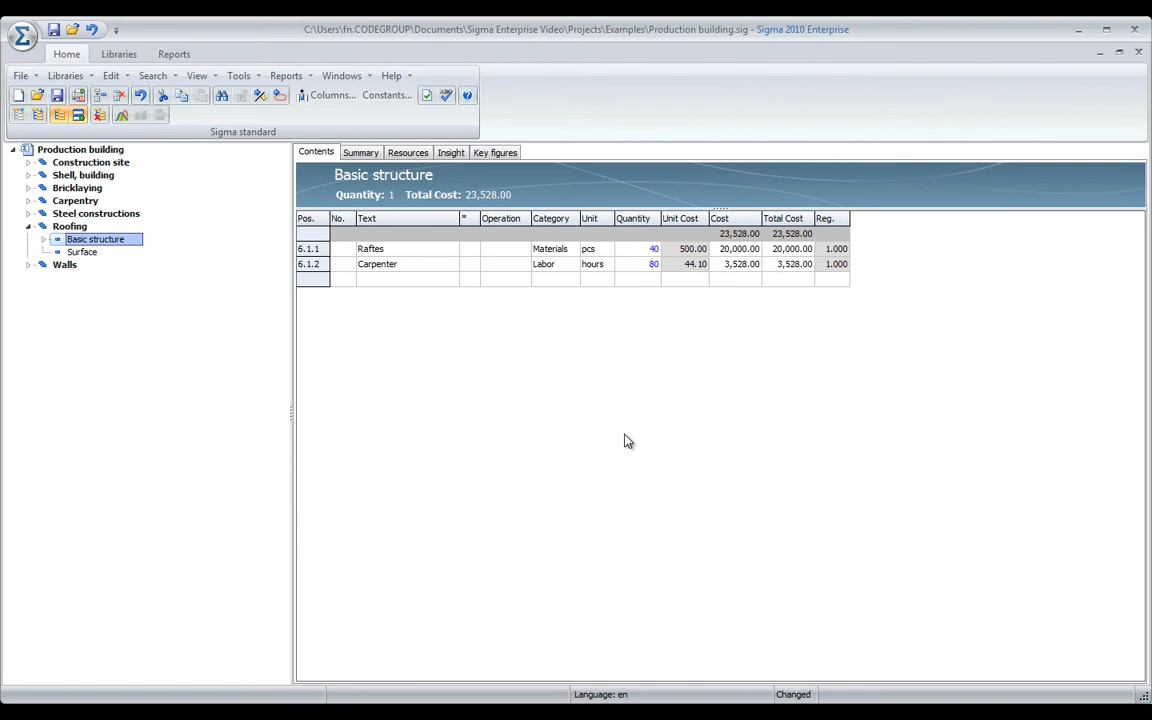 C:\Users\fn.CODEGROUP\Documents\Sigma Enterprise Video\Projects\Examples\Production building.sig - Sigma 2010 Enterprise
Home Libraries Reports
File Libraries Edit Search View Tools Reports Windows Help
Columns... Constants...
Sigma standard
Production building
Construction site
Shell, building
Bricklaying
Carpentry
Steel constructions
Roofing
Basic structure
Surface
Walls
Contents Summary Resources Insight Key figures
Basic structure
Quantity: 1 Total Cost: 23,528.00
Pos. No. Text * Operation Category Unit Quantity Unit Cost Cost Total Cost Reg.
23,528.00 23,528.00
6.1.1 Raftes Materials pcs 40 500.00 20,000.00 20,000.00 1.000
6.1.2 Carpenter Labor hours 80 44.10 3,528.00 3,528.00 1.000
Language: en Changed